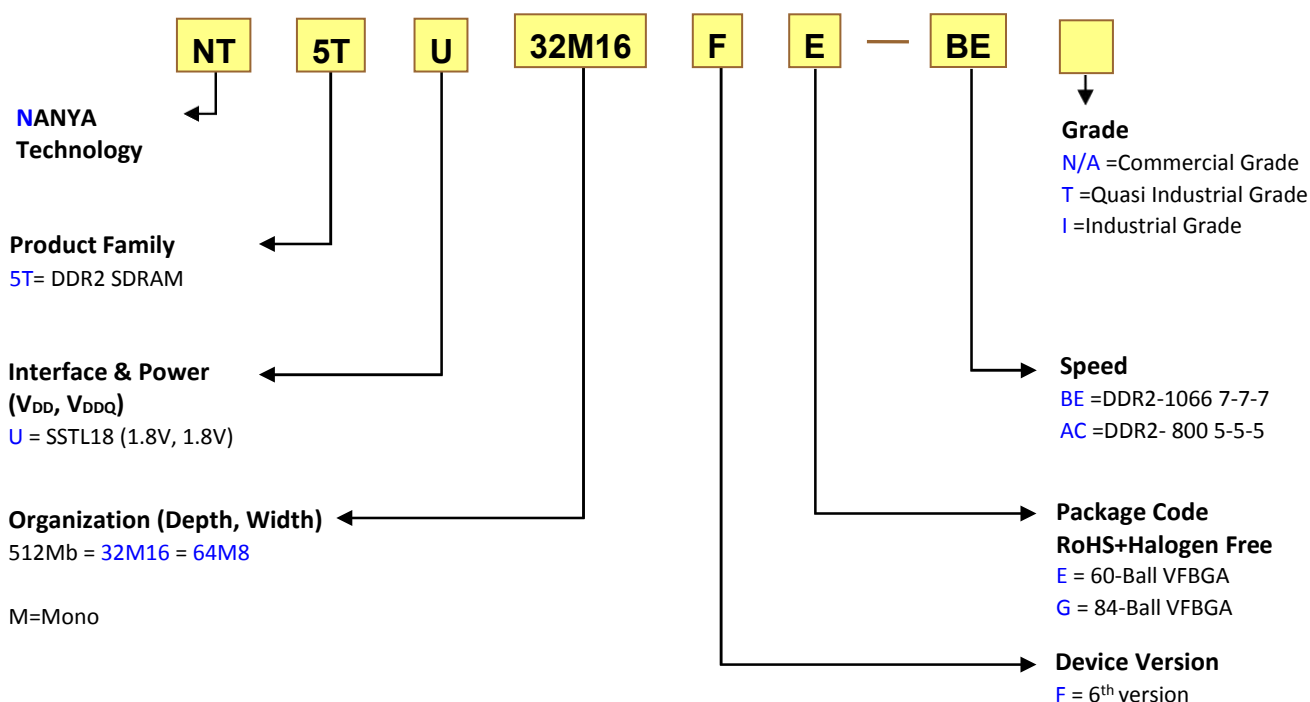 NT 5T U 32M16 F E — BE
NANYA
Technology
Product Family
5T= DDR2 SDRAM
Interface & Power
(VDD, VDDQ)
U = SSTL18 (1.8V, 1.8V)
Organization (Depth, Width)
512Mb = 32M16 = 64M8
M=Mono
Grade
N/A =Commercial Grade
T =Quasi Industrial Grade
I =Industrial Grade
Speed
BE =DDR2-1066 7-7-7
AC =DDR2- 800 5-5-5
Package Code
RoHS+Halogen Free
E = 60-Ball VFBGA
G = 84-Ball VFBGA
Device Version
F = 6th version